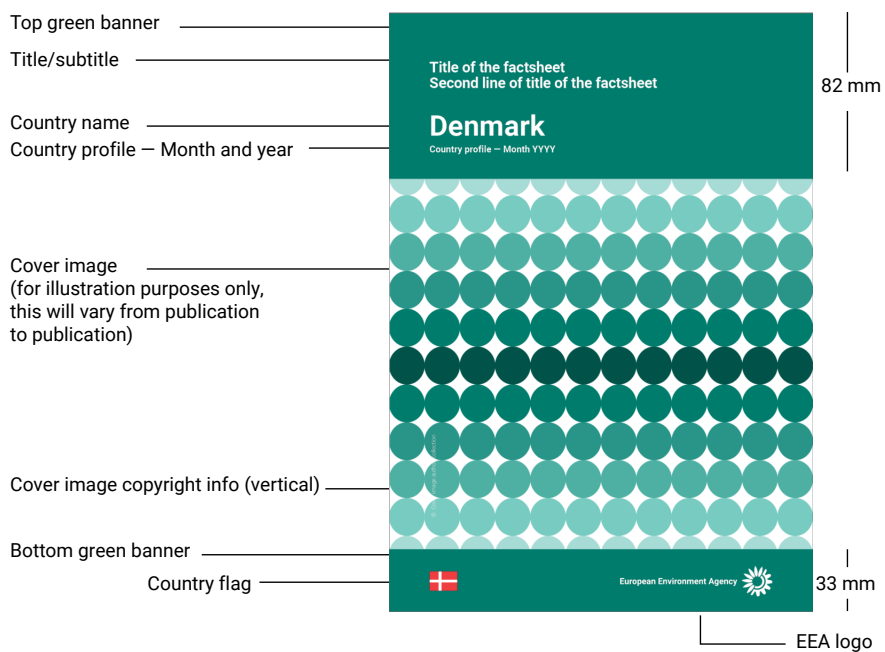 Top green banner
Title/subtitle
Country name
Country profile — Month and year
Cover image
(for illustration purposes only,
this will vary from publication
to publication)
Cover image copyright info (vertical)
Bottom green banner
Country flag
Title of the factsheet
Second line of title of the factsheet
Denmark
Country profile — Month YYYY
European Environment Agency
82 mm
33 mm
EEA logo